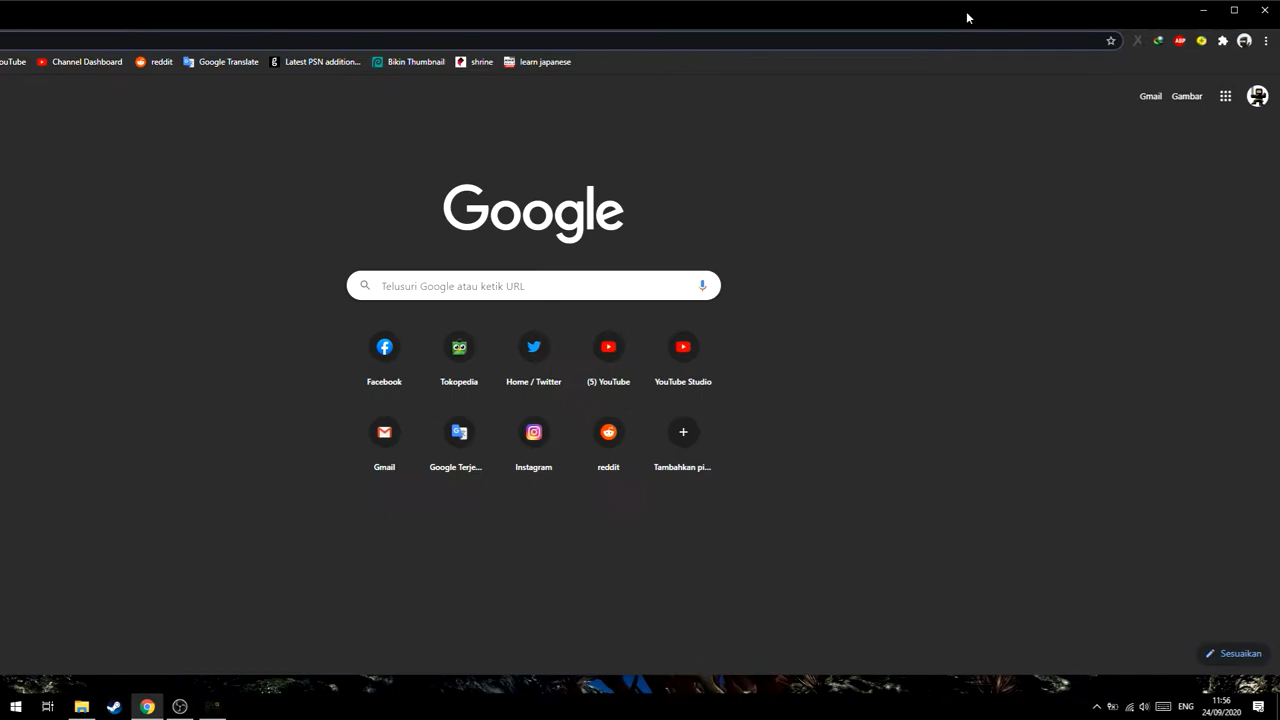 ouTube Channel Dashboard reddit Google Translate Latest PSN addition... Bikin Thumbnail shrine learn japanese
Gmail Gambar
Google
Telusuri Google atau ketik URL
Facebook Tokopedia Home / Twitter (5) YouTube YouTube Studio
Gmail Google Terje... Instagram reddit Tambahkan pi...
Sesuaikan
ENG
11:56
24/09/2020